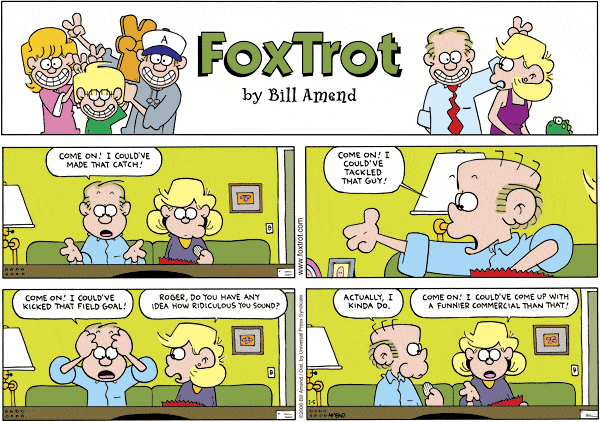 A
FOXTROT
by Bill Amend
COME ON! I COULD'VE
MADE THAT CATCH!
COME ON! I
COULD'VE
TACKLED
THAT GUY!
www.foxtrot.com
COME ON! I COULD'VE
KICKED THAT FIELD GOAL!
ROGER, DO YOU HAVE ANY
IDEA HOW RIDICULOUS YOU SOUND?
©2006 Bill Amend / Dist. by Universal Press Syndicate
ACTUALLY, I
KINDA DO.
COME ON! I COULD'VE COME UP WITH
A FUNNIER COMMERCIAL THAN THAT!
AMEND